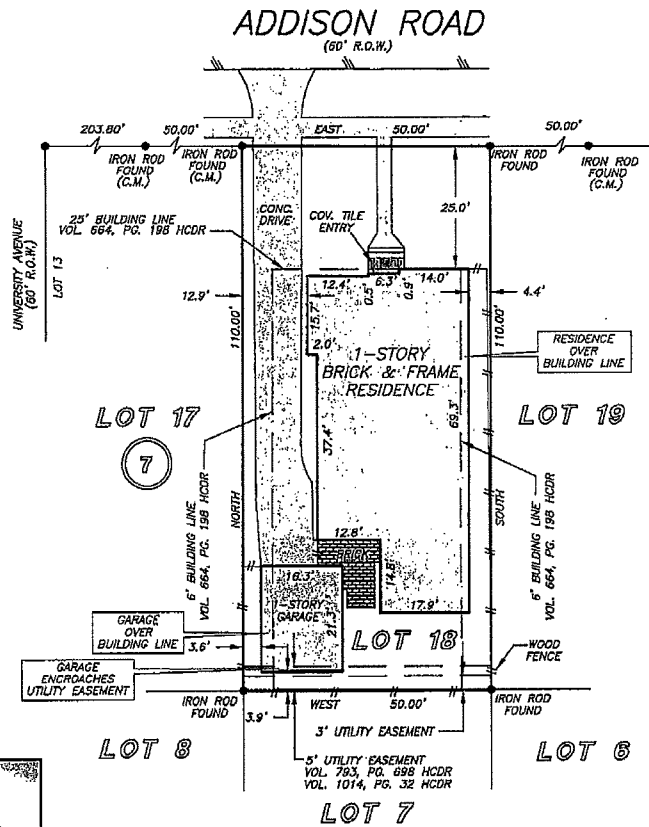 ADDISON ROAD
(60' R.O.W.)
203.80'
50.00'
EAST
50.00'
50.00'
IRON ROD
FOUND
(C.M.)
IRON ROD
FOUND
(C.M.)
IRON ROD
FOUND
IRON ROD
FOUND
(C.M.)
UNIVERSITY AVENUE
(60' R.O.W.)
LOT 13
25' BUILDING LINE
VOL. 664, PG. 198 HCDR
CONC.
DRIVE
COV. TILE
ENTRY
25.0'
12.9'
110.00'
12.4'
0.5'
6.3'
0.9'
14.0'
4.4'
110.00'
15.7'
2.0'
1-STORY
BRICK & FRAME
RESIDENCE
RESIDENCE
OVER
BUILDING LINE
LOT 17
7
37.4'
69.3'
LOT 19
6' BUILDING LINE
VOL. 664, PG. 198 HCDR
NORTH
SOUTH
6' BUILDING LINE
VOL. 664, PG. 198 HCDR
12.8'
BRICK
14.8'
16.3'
1-STORY
GARAGE
21.3'
17.9'
GARAGE
OVER
BUILDING LINE
3.6'
LOT 18
WOOD
FENCE
GARAGE
ENCROACHES
UTILITY EASEMENT
IRON ROD
FOUND
WEST
50.00'
IRON ROD
FOUND
3.9'
3' UTILITY EASEMENT
LOT 8
5' UTILITY EASEMENT
VOL. 793, PG. 698 HCDR
VOL. 1014, PG. 32 HCDR
LOT 6
LOT 7